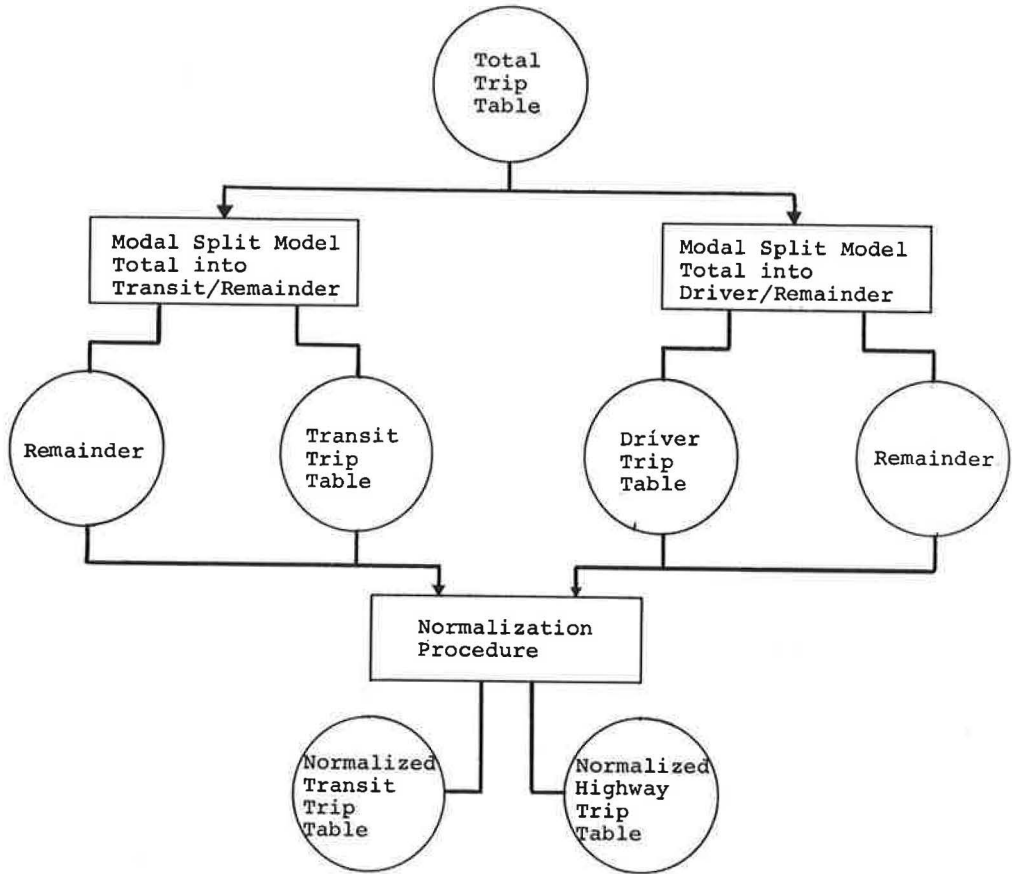 Total
Trip
Table
Modal Split Model
Total into
Transit/Remainder
Modal Split Model
Total into
Driver/Remainder
Remainder
Transit
Trip
Table
Dríver
Trip
Table
Remainder
Normalization
Procedure
Normalized
Transit
Trip
Table
Normalized
Highway
Trip
Table